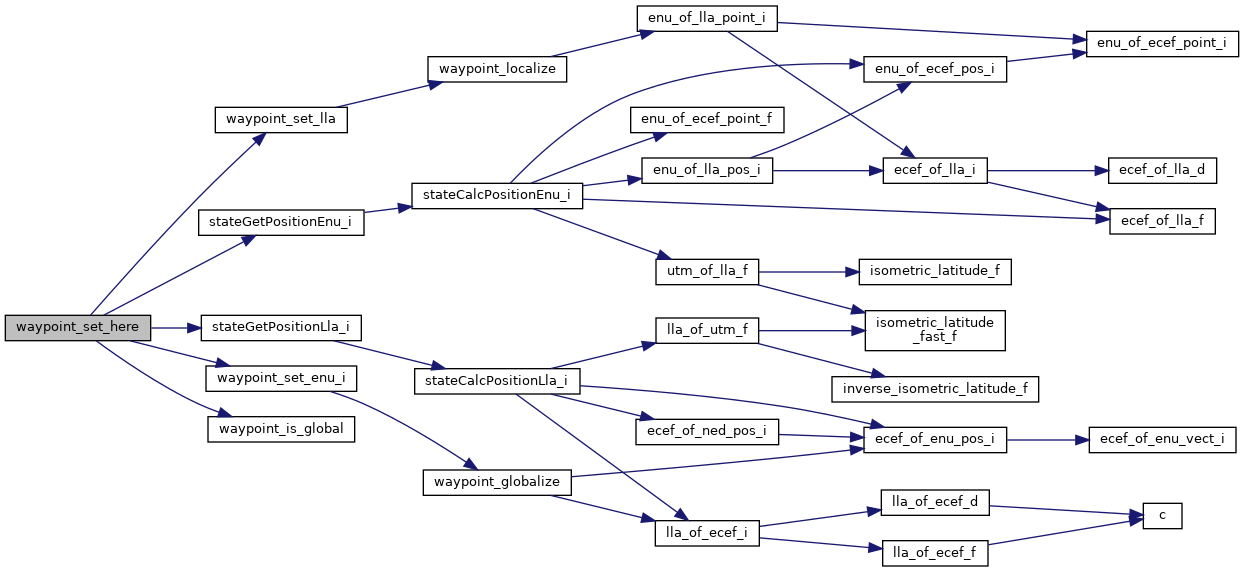 enu_of_lla_point_i
enu_of_ecef_point_i
waypoint_localize
enu_of_ecef_pos_i
waypoint_set_lla
enu_of_ecef_point_f
enu_of_lla_pos_i
ecef_of_lla_i
ecef_of_lla_d
stateCalcPositionEnu_i
stateGetPositionEnu_i
ecef_of_lla_f
utm_of_lla_f
isometric_latitude_f
waypoint_set_here
stateGetPositionLla_i
lla_of_utm_f
isometric_latitude
_fast_f
waypoint_set_enu_i
stateCalcPositionLla_i
inverse_isometric_latitude_f
waypoint_is_global
ecef_of_ned_pos_i
ecef_of_enu_pos_i
ecef_of_enu_vect_i
waypoint_globalize
lla_of_ecef_d
c
lla_of_ecef_i
lla_of_ecef_f